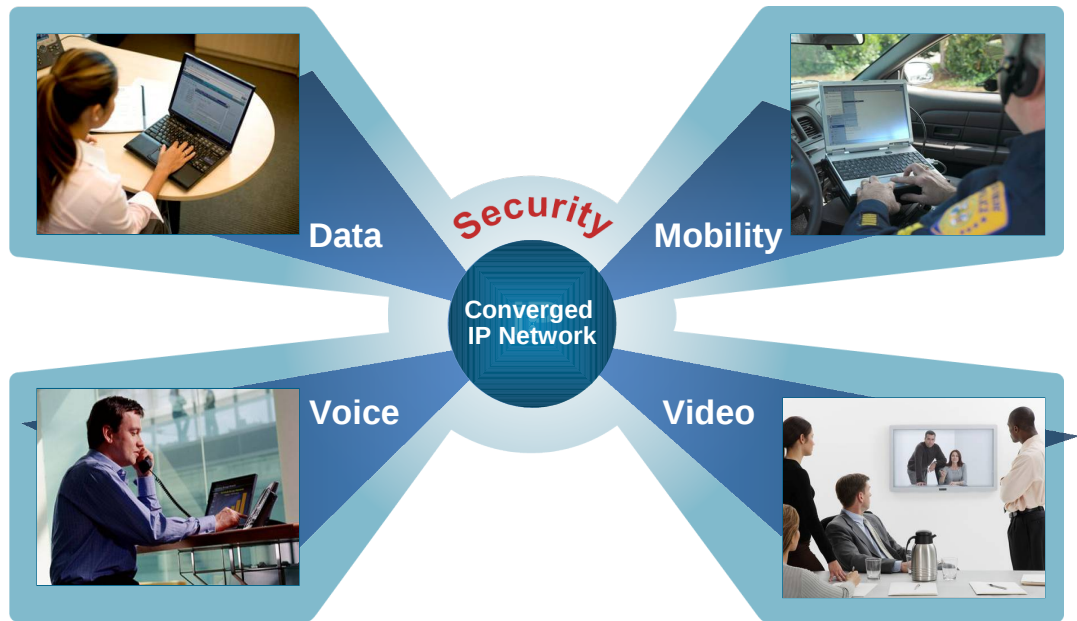 Security
Data
Mobility
Converged
IP Network
Voice
Video